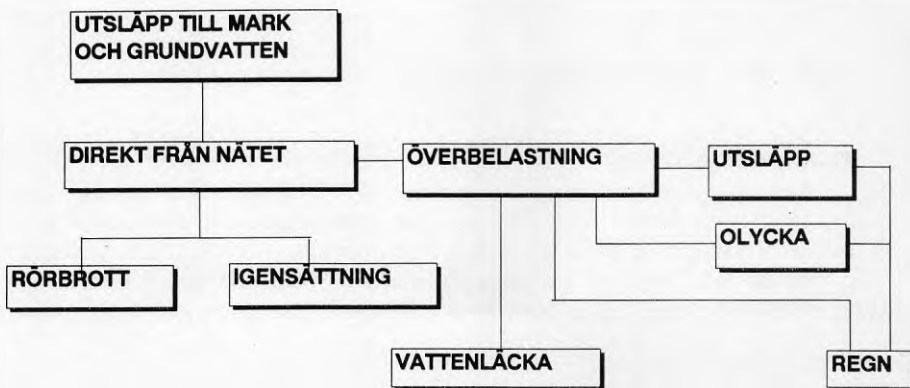 UTSLÄPP TILL MARK
OCH GRUNDVATTEN
DIREKT FRÅN NÄTET
ÖVERBELASTNING
UTSLÄPP
OLYCKA
RÖRBROTT
IGENSÄTTNING
VATTENLÄCKA
REGN